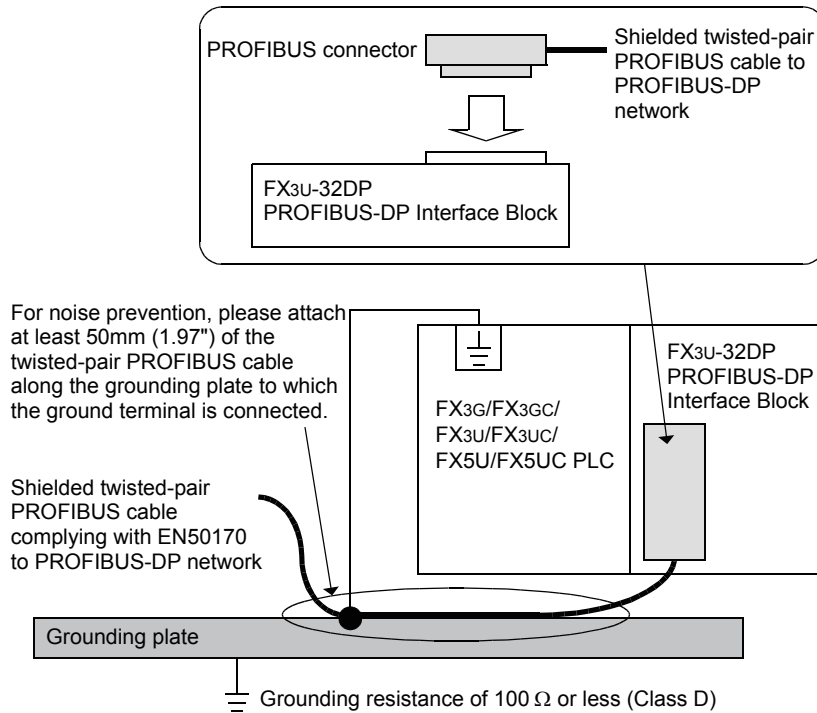 PROFIBUS connector
Shielded twisted-pair
PROFIBUS cable to
PROFIBUS-DP
network
FX3U-32DP
PROFIBUS-DP Interface Block
For noise prevention, please attach
at least 50mm (1.97") of the
twisted-pair PROFIBUS cable
along the grounding plate to which
the ground terminal is connected.
FX3G/FX3GC/
FX3U/FX3UC/
FX5U/FX5UC PLC
FX3U-32DP
PROFIBUS-DP
Interface Block
Shielded twisted-pair
PROFIBUS cable
complying with EN50170
to PROFIBUS-DP network
Grounding plate
Grounding resistance of 100 Ω or less (Class D)